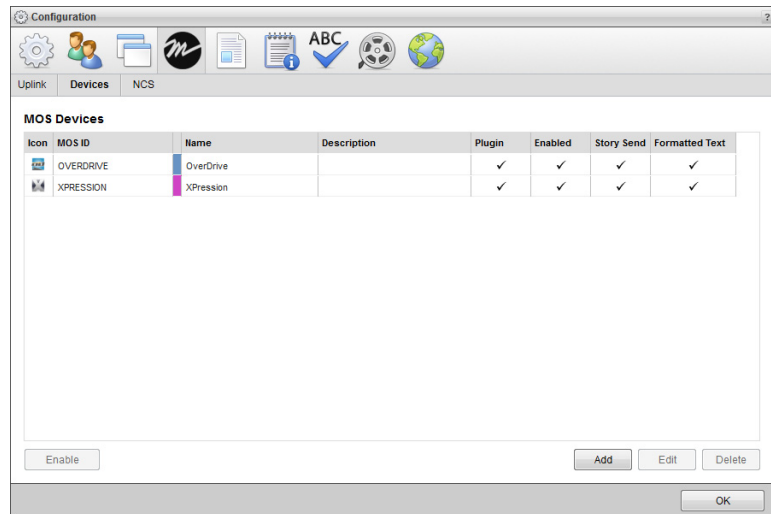 Configuration
?
m
ABC
Uplink Devices NCS
MOS Devices
Icon MOS ID Name Description Plugin Enabled Story Send Formatted Text
OVERDRIVE OverDrive ✓ ✓ ✓ ✓
XPRESSION XPression ✓ ✓ ✓ ✓
Enable Add Edit Delete
OK